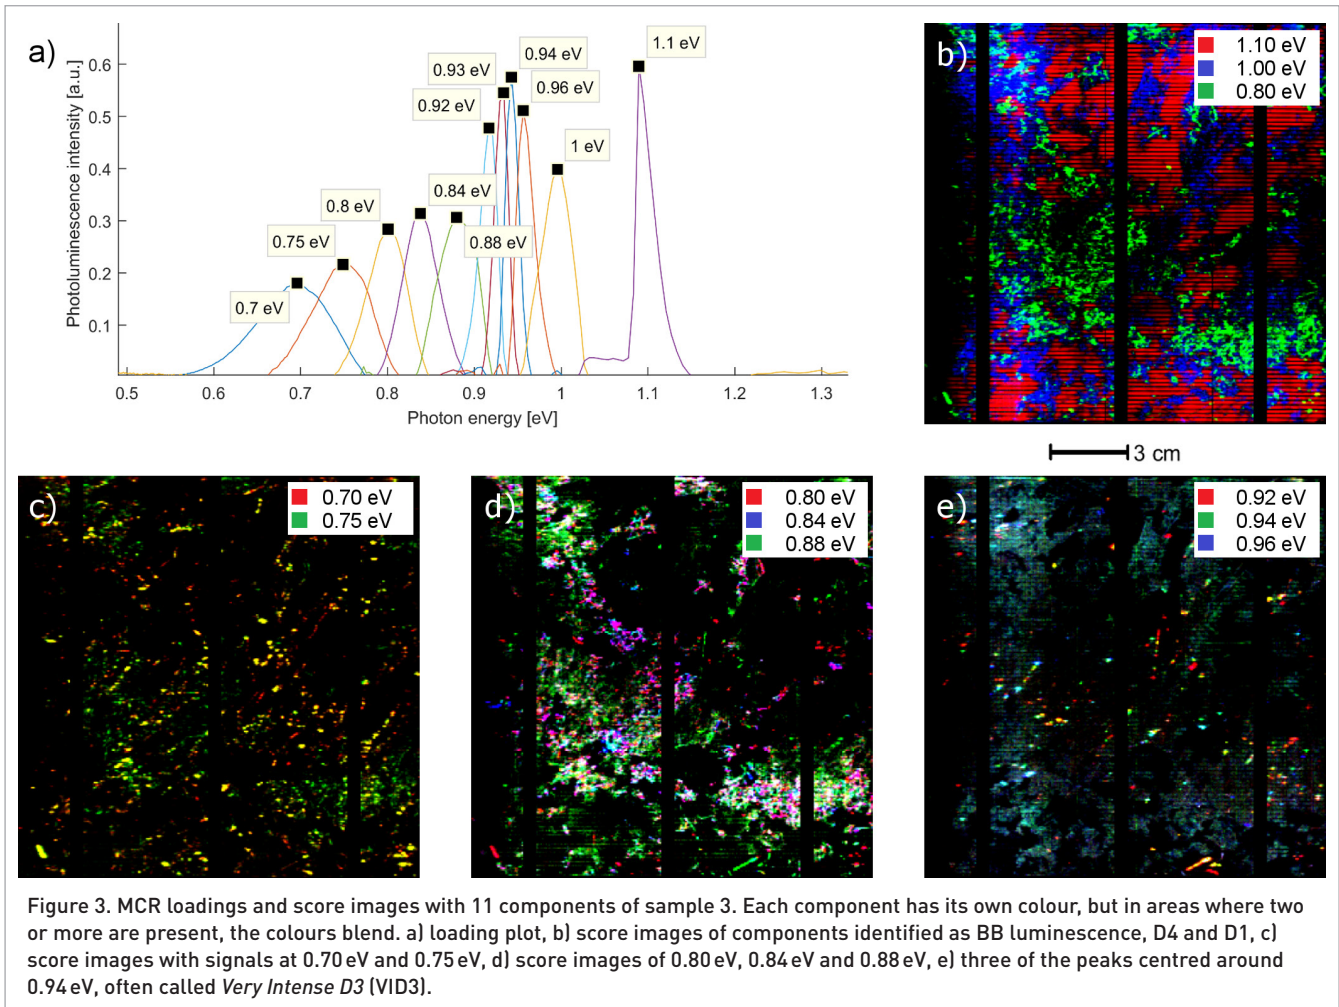 a)
0.94 eV
1.1 eV
0.93 eV
0.96 eV
0.92 eV
1 eV
0.84 eV
0.8 eV
0.88 eV
0.75 eV
0.7 eV
Photoluminescence intensity [a.u.]
0.6
0.5
0.4
0.3
0.2
0.1
0.5 0.6 0.7 0.8 0.9 1 1.1 1.2 1.3
Photon energy [eV]
b)
1.10 eV
1.00 eV
0.80 eV
3 cm
c)
0.70 eV
0.75 eV
d)
0.80 eV
0.84 eV
0.88 eV
e)
0.92 eV
0.94 eV
0.96 eV
Figure 3. MCR loadings and score images with 11 components of sample 3. Each component has its own colour, but in areas where two
or more are present, the colours blend. a) loading plot, b) score images of components identified as BB luminescence, D4 and D1, c)
score images with signals at 0.70 eV and 0.75 eV, d) score images of 0.80 eV, 0.84 eV and 0.88 eV, e) three of the peaks centred around
0.94 eV, often called Very Intense D3 (VID3).